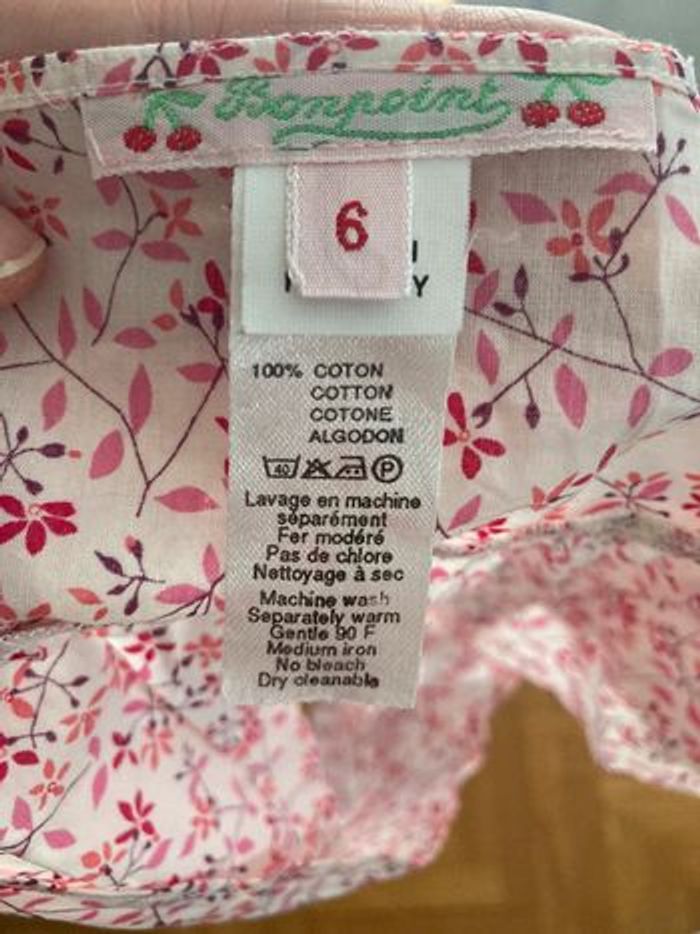 Bonpoint
6
100% COTON
COTTON
COTONE
ALGODON
40 P
Lavage en machine
séparément
Fer modéré
Pas de chlore
Nettoyage à sec
Machine wash
Separately warm
Gentle 90 F
Medium iron
No bleach
Dry cleanable